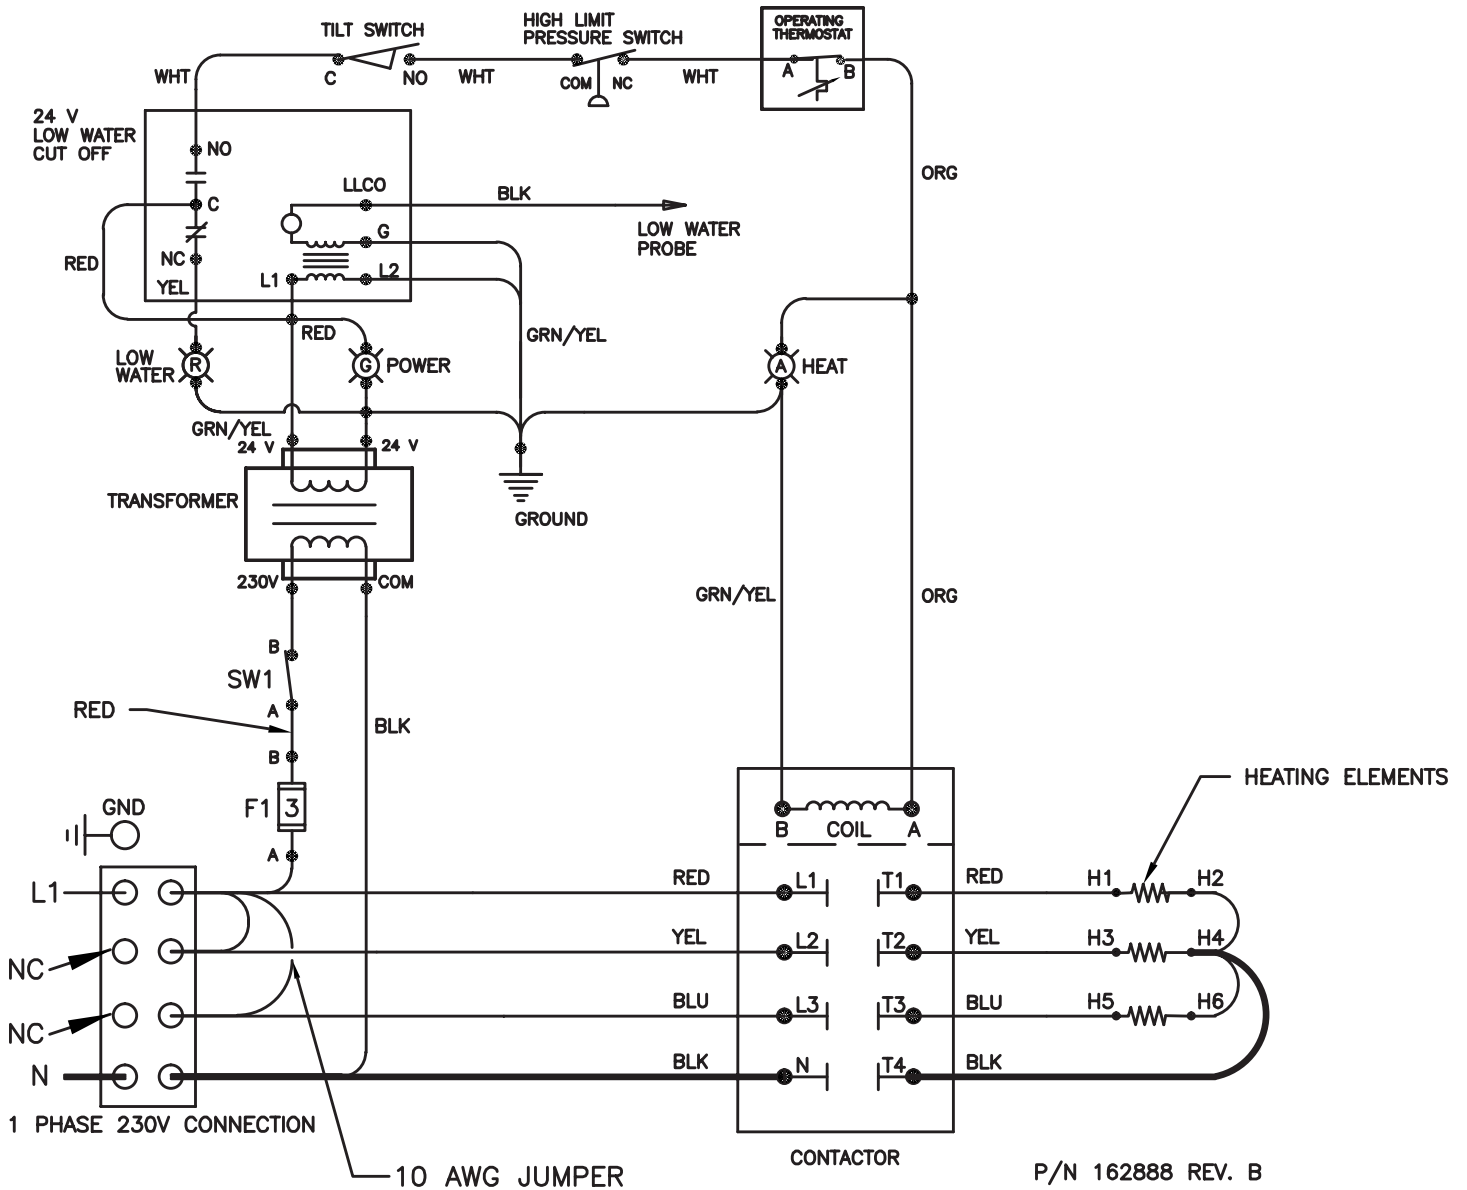 TILT SWITCH
HIGH LIMIT
PRESSURE SWITCH
OPERATING
THERMOSTAT
WHT
C
NO
WHT
COM
NC
WHT
A
B
24 V
LOW WATER
CUT OFF
NO
C
NC
YEL
LLCO
G
L1
L2
BLK
LOW WATER
PROBE
ORG
RED
RED
GRN/YEL
LOW
WATER
R
G
POWER
A
HEAT
GRN/YEL
24 V
24 V
TRANSFORMER
GROUND
230V
COM
GRN/YEL
ORG
B
SW1
A
RED
BLK
B
F1
3
A
GND
HEATING ELEMENTS
B
COIL
A
L1
RED
L1
T1
RED
H1
H2
NC
YEL
L2
T2
YEL
H3
H4
NC
BLU
L3
T3
BLU
H5
H6
N
BLK
N
T4
BLK
1 PHASE 230V CONNECTION
10 AWG JUMPER
CONTACTOR
P/N 162888 REV. B